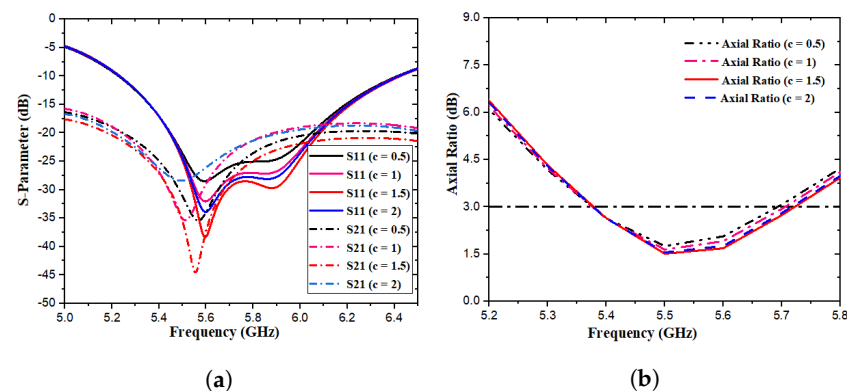 0
-5
-10
-15
-20
-25
-30
-35
-40
-45
-50
S-Parameter (dB)
5.0
5.2
5.4
5.6
5.8
6.0
6.2
6.4
Frequency (GHz)
S11 (c = 0.5)
S11 (c = 1)
S11 (c = 1.5)
S11 (c = 2)
S21 (c = 0.5)
S21 (c = 1)
S21 (c = 1.5)
S21 (c = 2)
(a)
9.0
7.5
6.0
4.5
3.0
1.5
0.0
Axial Ratio (dB)
5.2
5.3
5.4
5.5
5.6
5.7
5.8
Frequency (GHz)
Axial Ratio (c = 0.5)
Axial Ratio (c = 1)
Axial Ratio (c = 1.5)
Axial Ratio (c = 2)
(b)